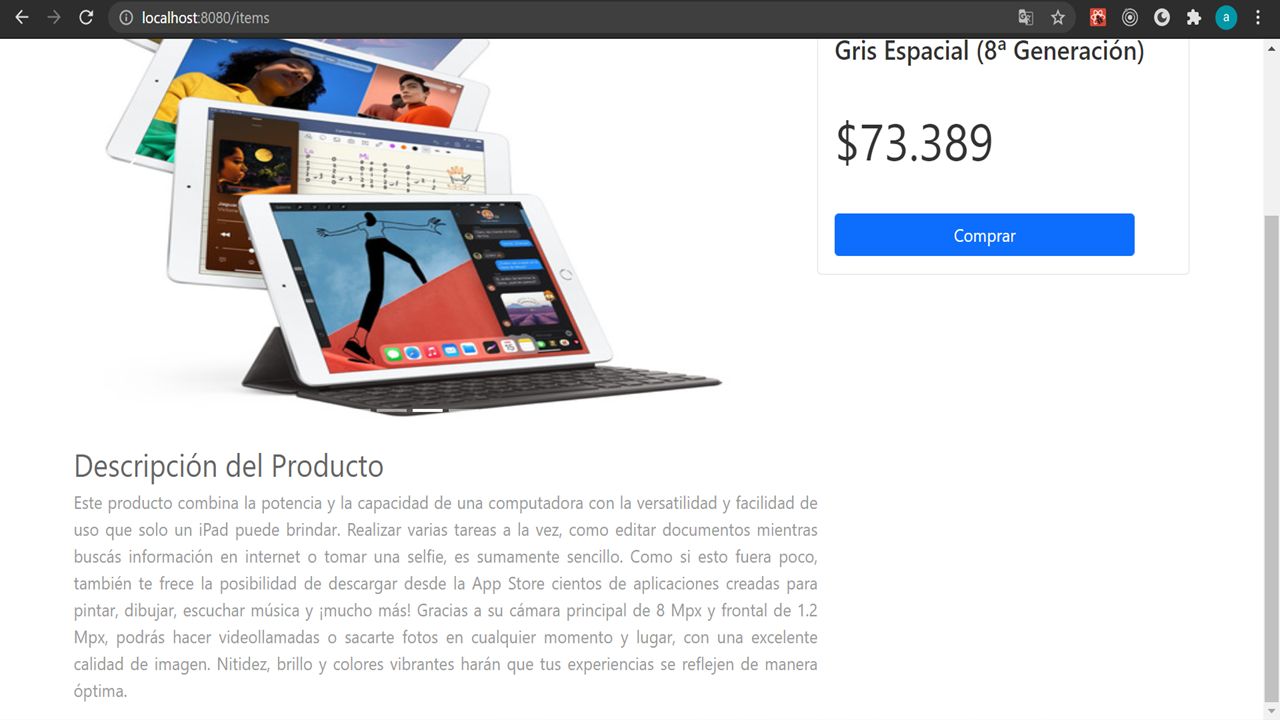 localhost:8080/items
a
Gris Espacial (8ª Generación)
$73.389
Comprar
Descripción del Producto
Este producto combina la potencia y la capacidad de una computadora con la versatilidad y facilidad de
uso que solo un iPad puede brindar. Realizar varias tareas a la vez, como editar documentos mientras
buscás información en internet o tomar una selfie, es sumamente sencillo. Como si esto fuera poco,
también te frece la posibilidad de descargar desde la App Store cientos de aplicaciones creadas para
pintar, dibujar, escuchar música y ¡mucho más! Gracias a su cámara principal de 8 Mpx y frontal de 1.2
Mpx, podrás hacer videollamadas o sacarte fotos en cualquier momento y lugar, con una excelente
calidad de imagen. Nitidez, brillo y colores vibrantes harán que tus experiencias se reflejen de manera
óptima.